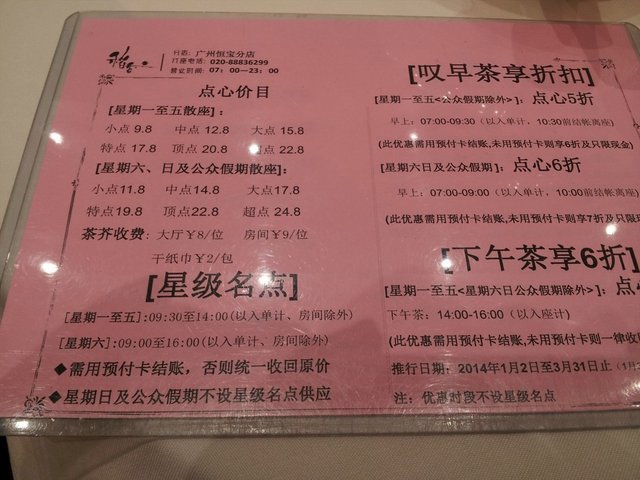 广州恒宝分店
订座电话: 020-88836299
营业时间: 07: 00—23: 00
点心价目
[星期一至五散座]:
小点 9.8 中点 12.8 大点 15.8
特点 17.8 顶点 20.8 超点 22.8
[星期六、日及公众假期散座]:
小点11.8 中点14.8 大点17.8
特点19.8 顶点22.8 超点 24.8
茶芥收费: 大厅￥8/位 房间￥9/位
干纸巾￥2/包
[星级名点]
[星期一至五]:09:30至14:00(以入单计、房间除外)
[星期六]:09:00至16:00(以入单计、房间除外)
◆需用预付卡结账，否则统一收回原价
◆星期日及公众假期不设星级名点供应
[叹早茶享折扣]
[星期一至五<公众假期除外>]: 点心5折
早上: 07:00-09:30（以入单计，10:30前结帐离座）
(此优惠需用预付卡结账,未用预付卡则享6折及只限现金)
[星期六日及公众假期]: 点心6折
早上: 07:00-09:00（以入单计，10:00前结账离座）
(此优惠需用预付卡结账,未用预付卡则享7折及只限现
[下午茶享6折]
[星期一至五<星期六日公众假期除外>]: 点
下午茶: 14:00-16:00（以入座计）
(此优惠需用预付卡结账,未用预付卡则一律收
推行日期: 2014年1月2日至3月31日止
注: 优惠时段不设星级名点